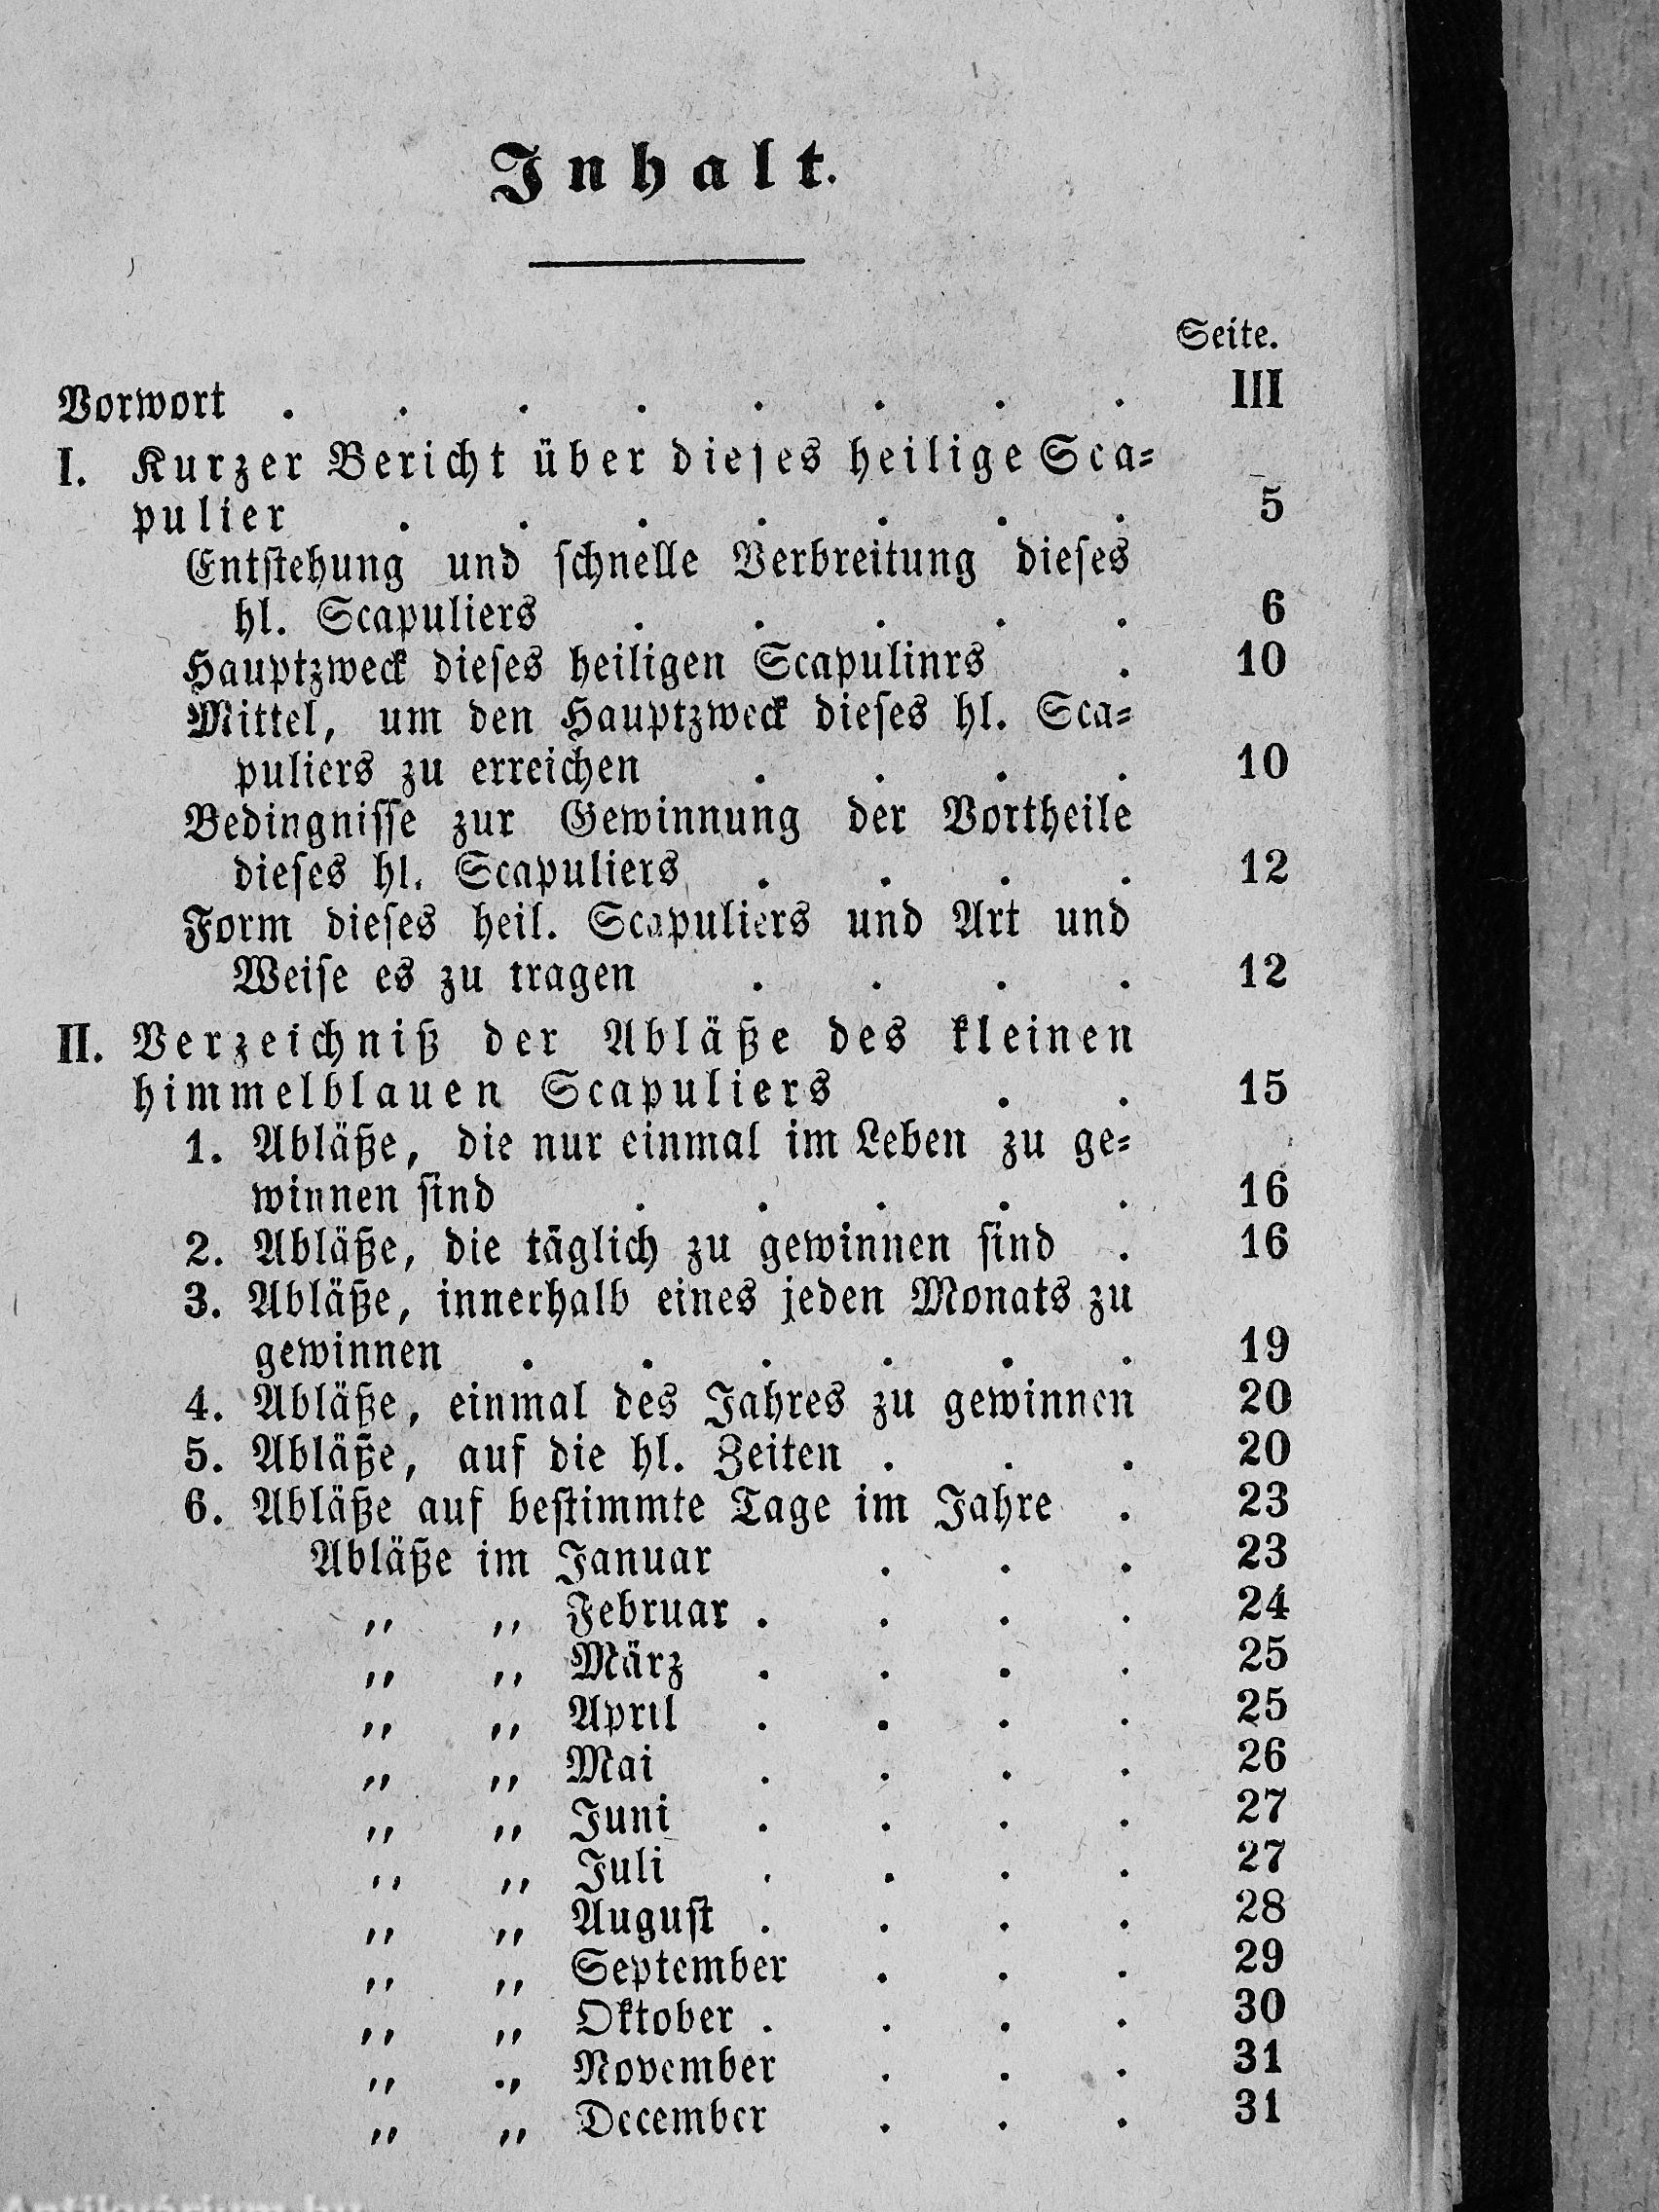 Inhalt.
Seite.
Vorwort . . . . . . . . III
I. Kurzer Bericht über dieses heilige Sca=
pulier . . . . . . . 5
Entstehung und schnelle Verbreitung dieses
hl. Scapuliers . . . . . 6
Hauptzweck dieses heiligen Scapulinrs . 10
Mittel, um den Hauptzweck dieses hl. Sca=
puliers zu erreichen . . . . 10
Bedingnisse zur Gewinnung der Vortheile
dieses hl. Scapuliers . . . . 12
Form dieses heil. Scapuliers und Art und
Weise es zu tragen . . . . 12
II. Verzeichniß der Abläße des kleinen
himmelblauen Scapuliers . . 15
1. Abläße, die nur einmal im Leben zu ge=
winnen sind . . . . . 16
2. Abläße, die täglich zu gewinnen sind . 16
3. Abläße, innerhalb eines jeden Monats zu
gewinnen . . . . . . 19
4. Abläße, einmal des Jahres zu gewinnen 20
5. Abläße, auf die hl. Zeiten . . . 20
6. Abläße auf bestimmte Tage im Jahre . 23
Abläße im Januar . . . 23
„ „ Februar . . . . 24
„ „ März . . . . 25
„ „ April . . . . 25
„ „ Mai . . . . 26
„ „ Juni . . . . 27
„ „ Juli . . . . 27
„ „ August . . . . 28
„ „ September . . . 29
„ „ Oktober . . . . 30
„ „ November . . . 31
„ „ December . . . 31